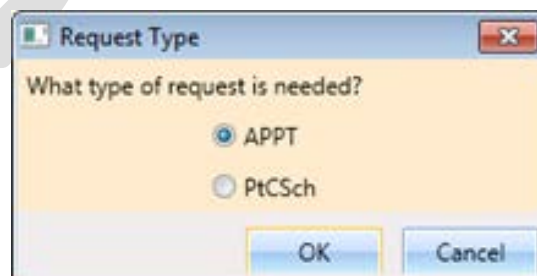 Request Type
What type of request is needed?
APPT
PtCSch
OK Cancel